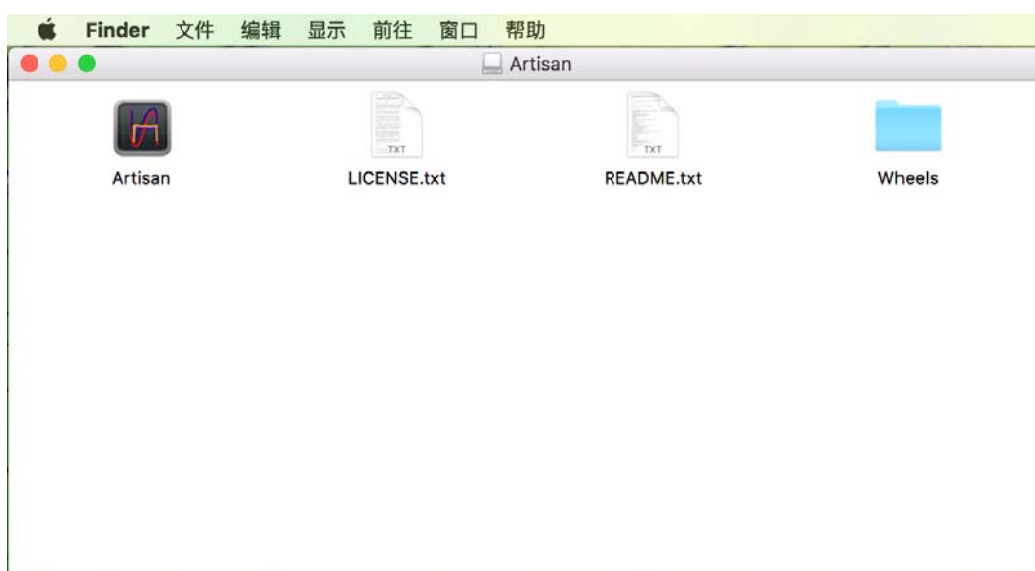 Finder 文件 编辑 显示 前往 窗口 帮助
Artisan
TXT TXT
Artisan LICENSE.txt README.txt Wheels